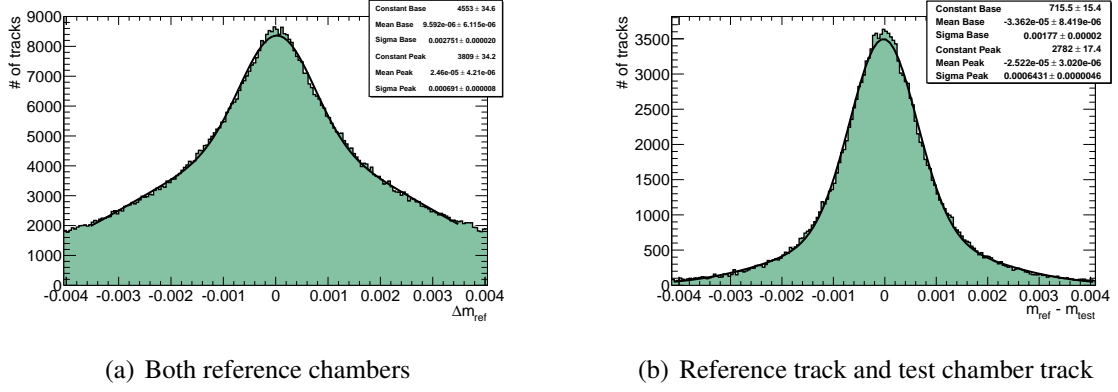 Constant Base 4553 ± 34.6
Mean Base 9.592e-06 ± 6.115e-06
Sigma Base 0.002751 ± 0.000020
Constant Peak 3809 ± 34.2
Mean Peak 2.46e-05 ± 4.21e-06
Sigma Peak 0.000691 ± 0.000008
# of tracks
9000
8000
7000
6000
5000
4000
3000
2000
1000
0
-0.004 -0.003 -0.002 -0.001 0 0.001 0.002 0.003 0.004
Δm_ref
(a) Both reference chambers
Constant Base 715.5 ± 15.4
Mean Base -3.362e-05 ± 8.419e-06
Sigma Base 0.00177 ± 0.00002
Constant Peak 2782 ± 17.4
Mean Peak -2.522e-05 ± 3.020e-06
Sigma Peak 0.0006431 ± 0.0000046
# of tracks
3500
3000
2500
2000
1500
1000
500
0
-0.004 -0.003 -0.002 -0.001 0 0.001 0.002 0.003 0.004
m_ref - m_test
(b) Reference track and test chamber track